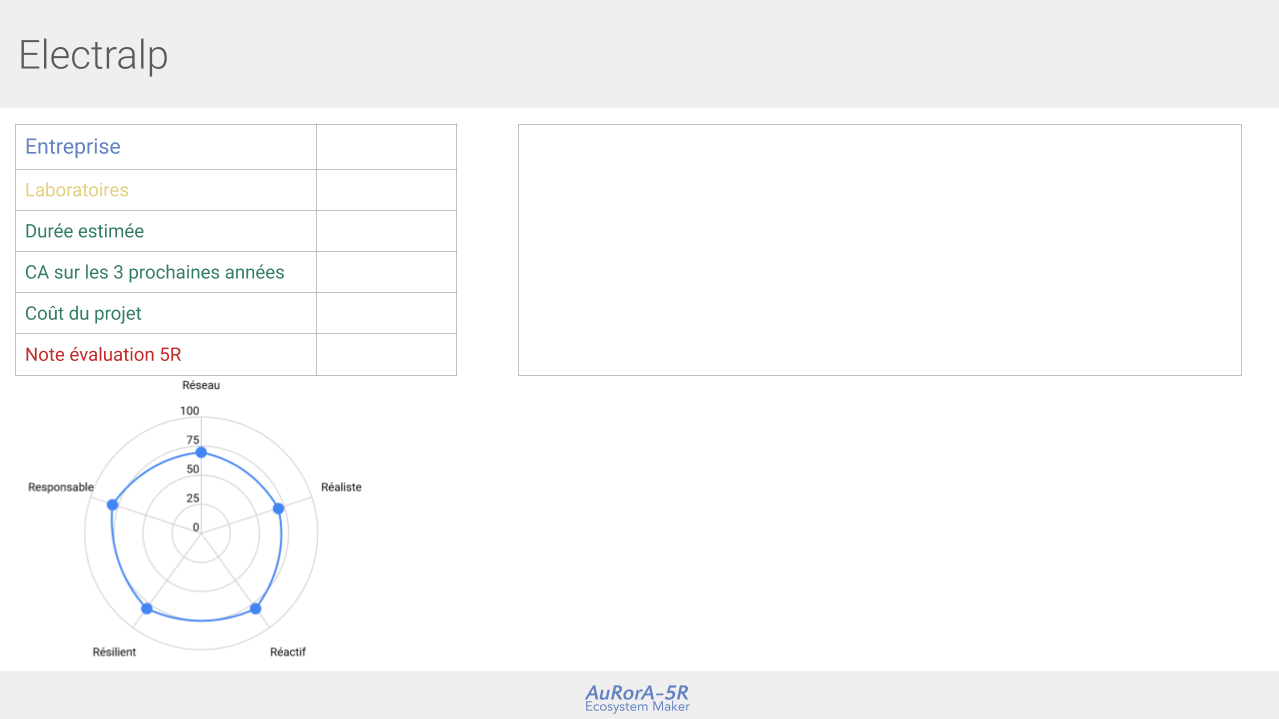 Electralp
Entreprise
Laboratoires
Durée estimée
CA sur les 3 prochaines années
Coût du projet
Note évaluation 5R
Réseau
100
75
50
25
0
Responsable
Réaliste
Résilient
Réactif
AuRorA-5R
Ecosystem Maker